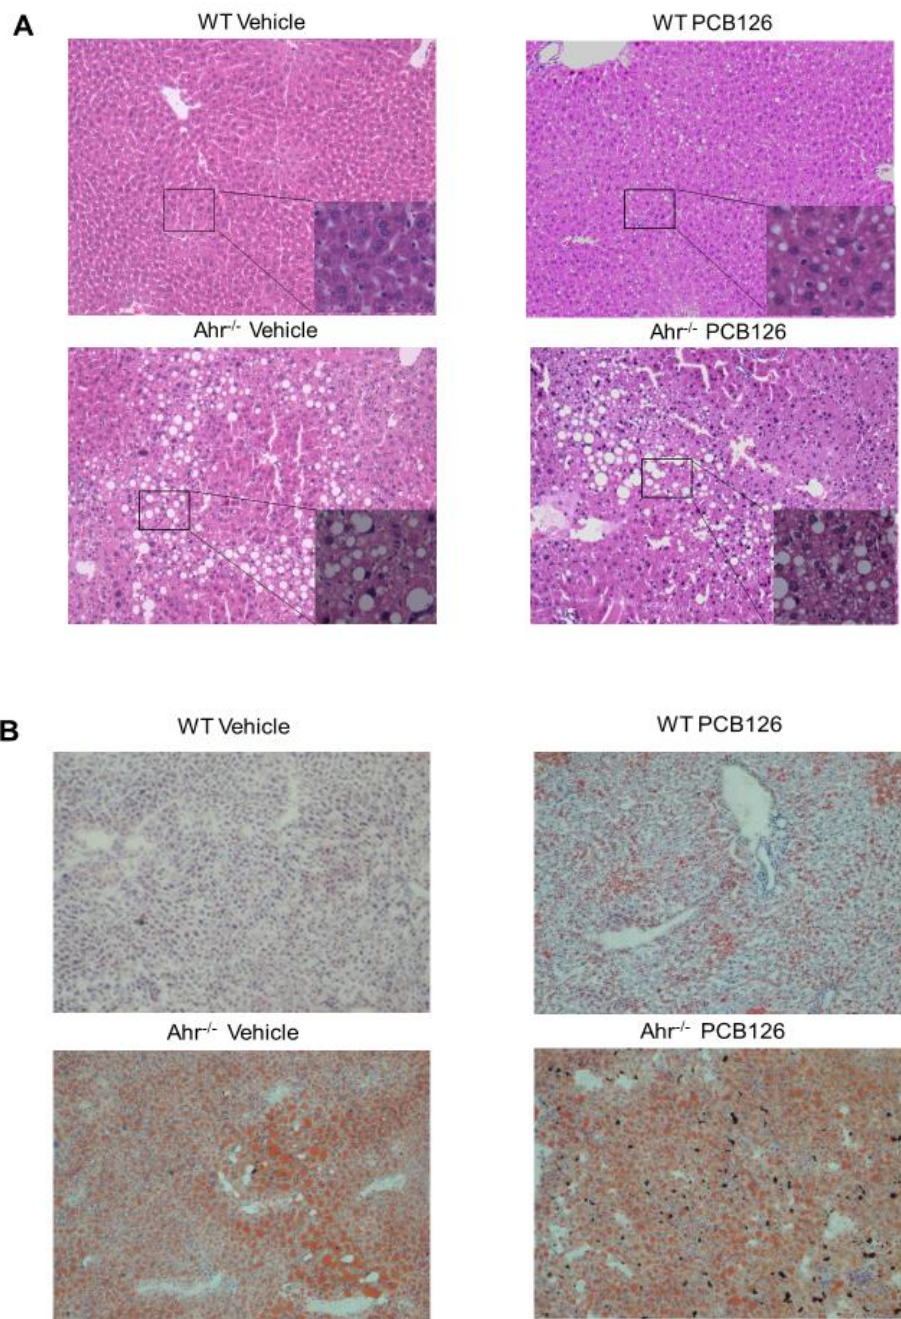 A
WT Vehicle
WT PCB126
Ahr-/- Vehicle
Ahr-/- PCB126
B
WT Vehicle
WT PCB126
Ahr-/- Vehicle
Ahr-/- PCB126